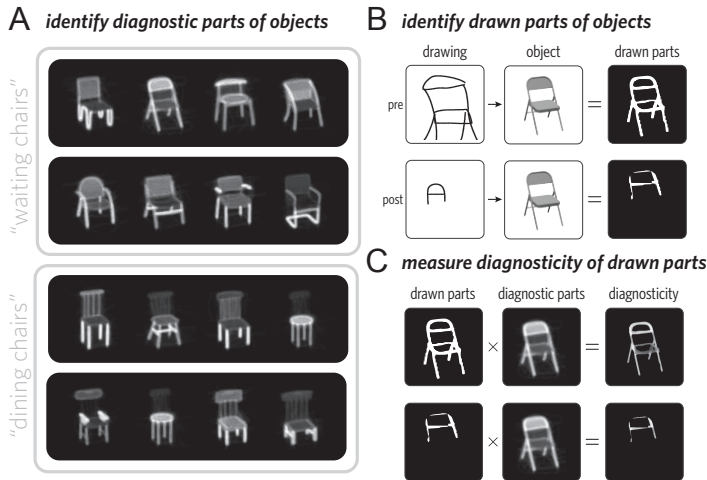 A identify diagnostic parts of objects
"waiting chairs"
"dining chairs"
B identify drawn parts of objects
drawing object drawn parts
pre → =
post → =
C measure diagnosticity of drawn parts
drawn parts diagnostic parts diagnosticity
× =
× =